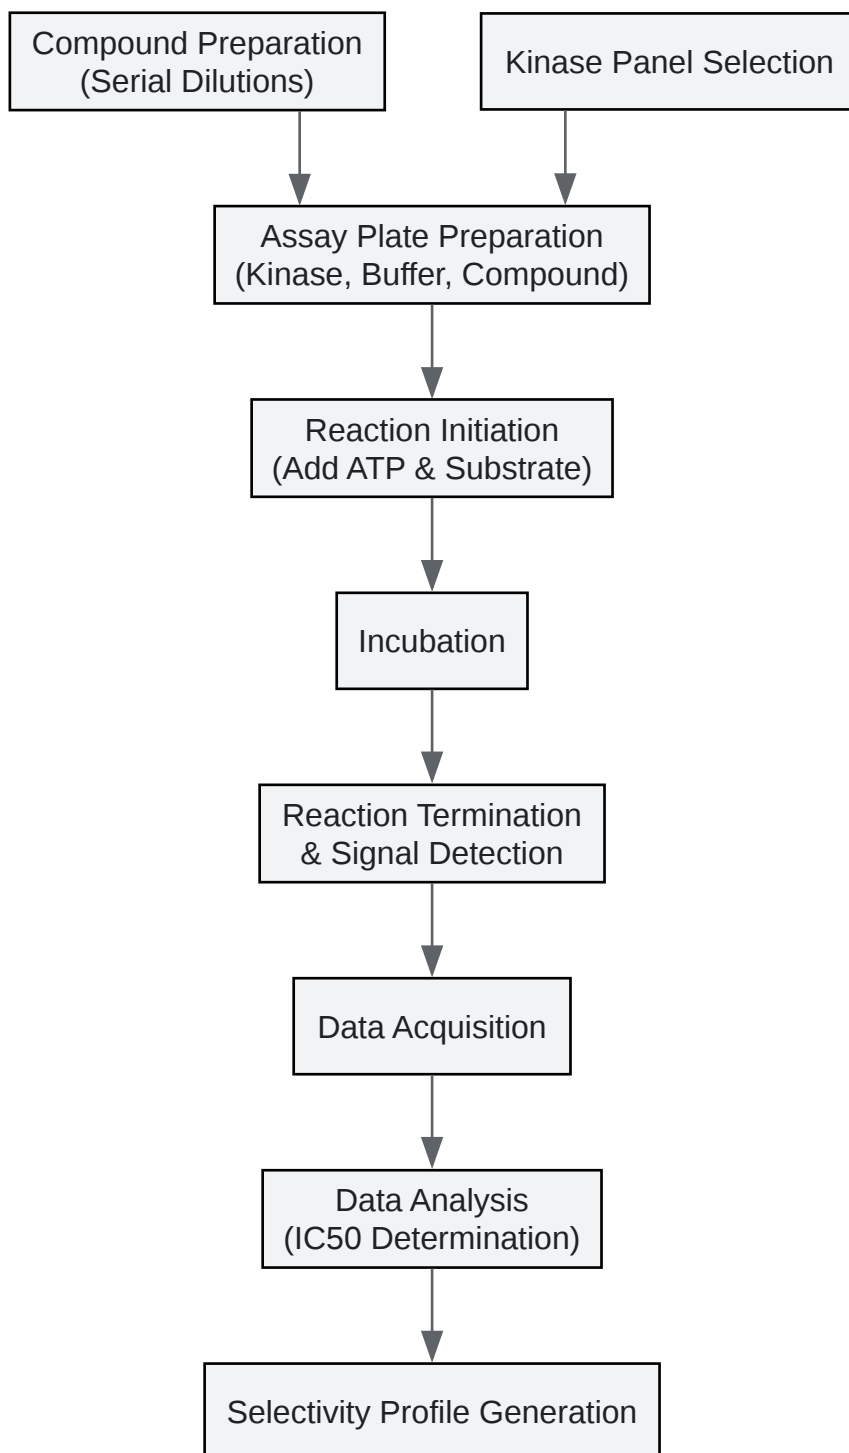 Compound Preparation
(Serial Dilutions)
Kinase Panel Selection
Assay Plate Preparation
(Kinase, Buffer, Compound)
Reaction Initiation
(Add ATP & Substrate)
Incubation
Reaction Termination
& Signal Detection
Data Acquisition
Data Analysis
(IC50 Determination)
Selectivity Profile Generation